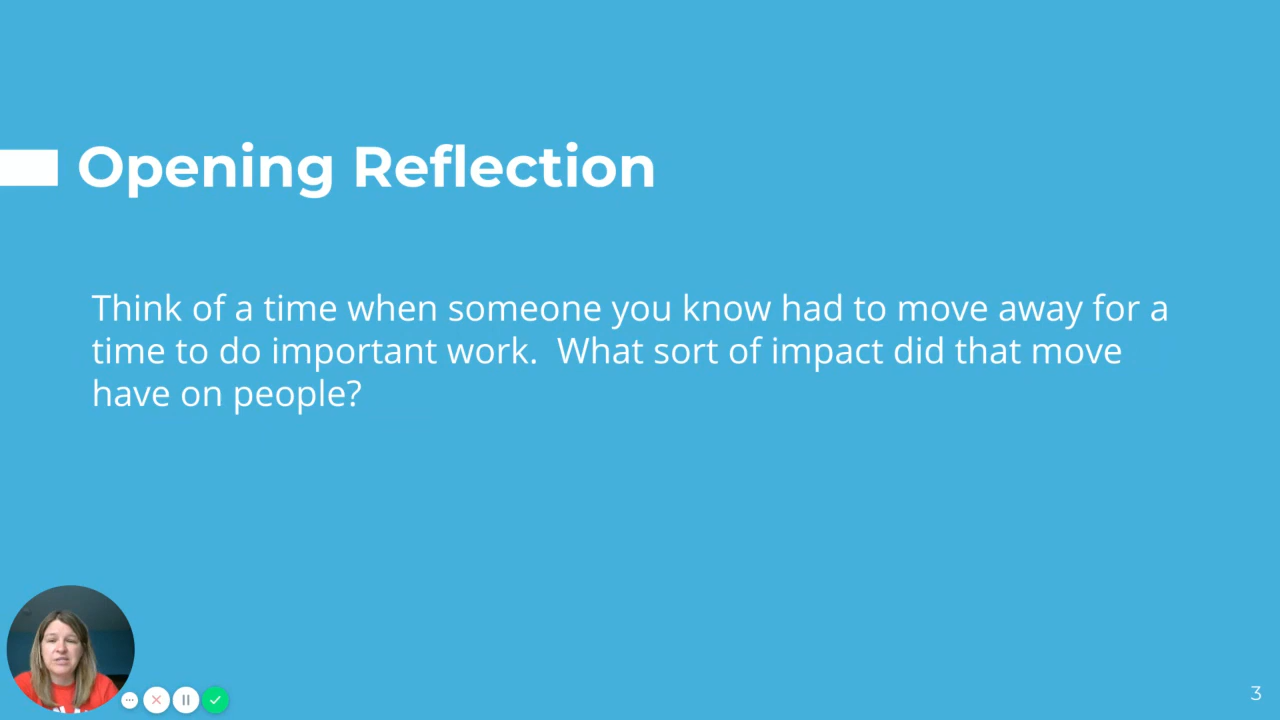 Opening Reflection
Think of a time when someone you know had to move away for a
time to do important work.  What sort of impact did that move
have on people?
3